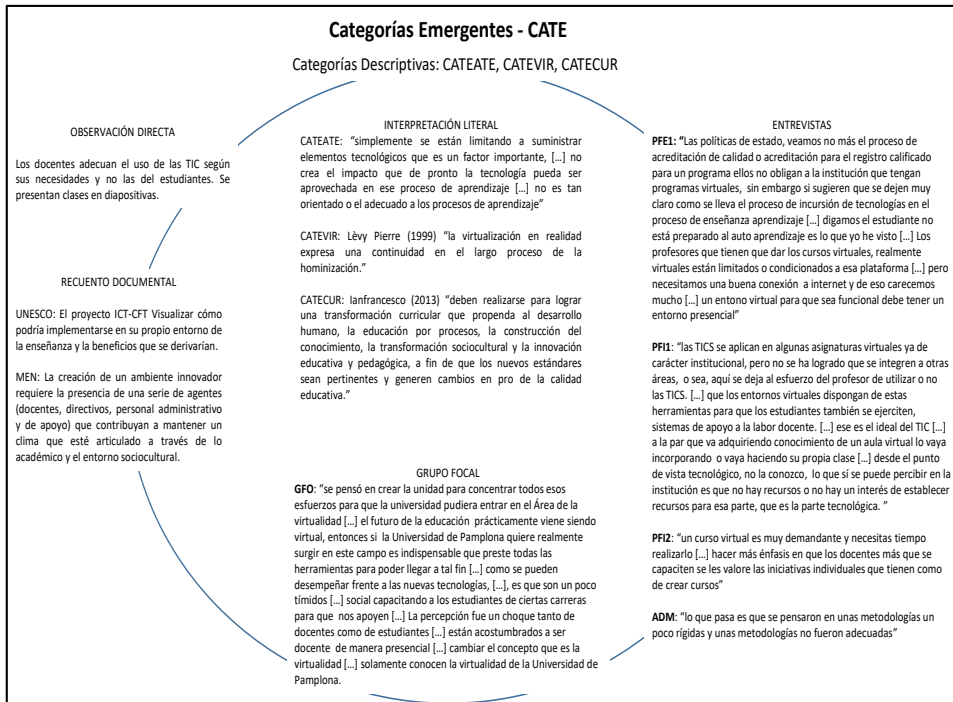 Categorías Emergentes - CATE
Categorías Descriptivas: CATEATE, CATEVIR, CATECUR
OBSERVACIÓN DIRECTA
Los docentes adecuan el uso de las TIC según
sus necesidades y no las del estudiantes. Se
presentan clases en diapositivas.
RECUENTO DOCUMENTAL
UNESCO: El proyecto ICT-CFT Visualizar cómo
podría implementarse en su propio entorno de
la enseñanza y la beneficios que se derivarían.
MEN: La creación de un ambiente innovador
requiere la presencia de una serie de agentes
(docentes, directivos, personal administrativo
y de apoyo) que contribuyan a mantener un
clima que esté articulado a través de lo
académico y el entorno sociocultural.
INTERPRETACIÓN LITERAL
CATEATE: “simplemente se están limitando a suministrar
elementos tecnológicos que es un factor importante, […] no
crea el impacto que de pronto la tecnología pueda ser
aprovechada en ese proceso de aprendizaje […] no es tan
orientado o el adecuado a los procesos de aprendizaje”
CATEVIR: Lèvy Pierre (1999) “la virtualización en realidad
expresa una continuidad en el largo proceso de la
hominización.”
CATECUR: Ianfrancesco (2013) “deben realizarse para lograr
una transformación curricular que propenda al desarrollo
humano, la educación por procesos, la construcción del
conocimiento, la transformación sociocultural y la innovación
educativa y pedagógica, a fin de que los nuevos estándares
sean pertinentes y generen cambios en pro de la calidad
educativa.”
GRUPO FOCAL
GFO: “se pensó en crear la unidad para concentrar todos esos
esfuerzos para que la universidad pudiera entrar en el Área de la
virtualidad […] el futuro de la educación prácticamente viene siendo
virtual, entonces si la Universidad de Pamplona quiere realmente
surgir en este campo es indispensable que preste todas las
herramientas para poder llegar a tal fin […] como se pueden
desempeñar frente a las nuevas tecnologías, […], es que son un poco
tímidos […] social capacitando a los estudiantes de ciertas carreras
para que nos apoyen […] La percepción fue un choque tanto de
docentes como de estudiantes […] están acostumbrados a ser
docente de manera presencial […] cambiar el concepto que es la
virtualidad […] solamente conocen la virtualidad de la Universidad de
Pamplona.
ENTREVISTAS
PFE1: “Las políticas de estado, veamos no más el proceso de
acreditación de calidad o acreditación para el registro calificado
para un programa ellos no obligan a la institución que tengan
programas virtuales, sin embargo si sugieren que se dejen muy
claro como se lleva el proceso de incursión de tecnologías en el
proceso de enseñanza aprendizaje […] digamos el estudiante no
está preparado al auto aprendizaje es lo que yo he visto […] Los
profesores que tienen que dar los cursos virtuales, realmente
virtuales están limitados o condicionados a esa plataforma […] pero
necesitamos una buena conexión a internet y de eso carecemos
mucho […] un entono virtual para que sea funcional debe tener un
entorno presencial”
PFI1: “las TICS se aplican en algunas asignaturas virtuales ya de
carácter institucional, pero no se ha logrado que se integren a otras
áreas, o sea, aquí se deja al esfuerzo del profesor de utilizar o no
las TICS. […] que los entornos virtuales dispongan de estas
herramientas para que los estudiantes también se ejerciten,
sistemas de apoyo a la labor docente. […] ese es el ideal del TIC […]
a la par que va adquiriendo conocimiento de un aula virtual lo vaya
incorporando o vaya haciendo su propia clase […] desde el punto
de vista tecnológico, no la conozco, lo que sí se puede percibir en la
institución es que no hay recursos o no hay un interés de establecer
recursos para esa parte, que es la parte tecnológica. ”
PFI2: “un curso virtual es muy demandante y necesitas tiempo
realizarlo […] hacer más énfasis en que los docentes más que se
capaciten se les valore las iniciativas individuales que tienen como
de crear cursos”
ADM: “lo que pasa es que se pensaron en unas metodologías un
poco rígidas y unas metodologías no fueron adecuadas”